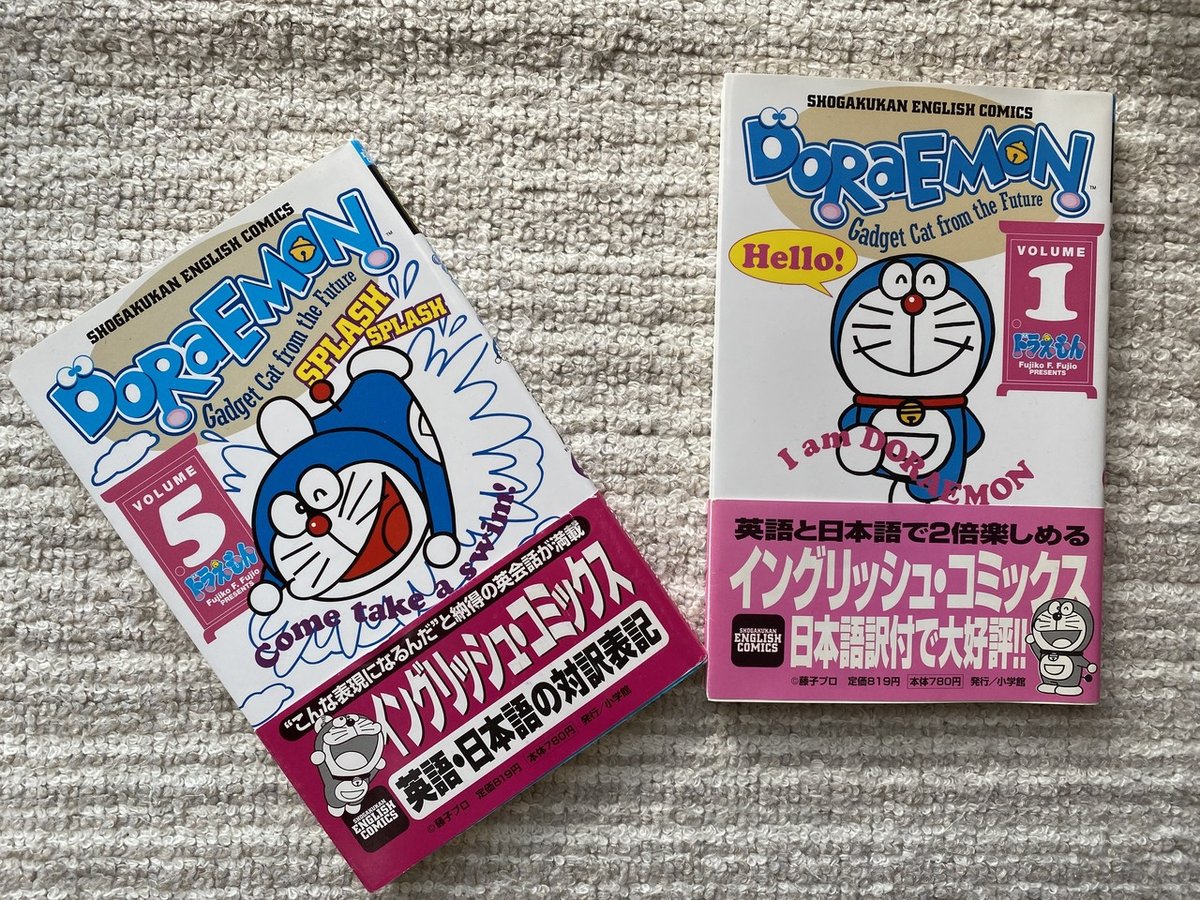 SHOGAKUKAN ENGLISH COMICS
DORAEMON
TM
Gadget Cat from the Future
SPLASH
SPLASH
VOLUME
5
ドラえもん
Fujiko F. Fujio
PRESENTS
Come take a swim!
“こんな表現になるんだ”と納得の英会話が満載
イングリッシュ・コミックス
英語・日本語の対訳表記
SHOGAKUKAN
ENGLISH
COMICS
©藤子プロ 定価819円 本体780円 発行/小学館
SHOGAKUKAN ENGLISH COMICS
DORAEMON
TM
Gadget Cat from the Future
Hello!
VOLUME
1
ドラえもん
Fujiko F. Fujio
PRESENTS
I am DORAEMON
英語と日本語で2倍楽しめる
イングリッシュ・コミックス
日本語訳付で大好評!!
SHOGAKUKAN
ENGLISH
COMICS
©藤子プロ 定価819円 本体780円 発行/小学館